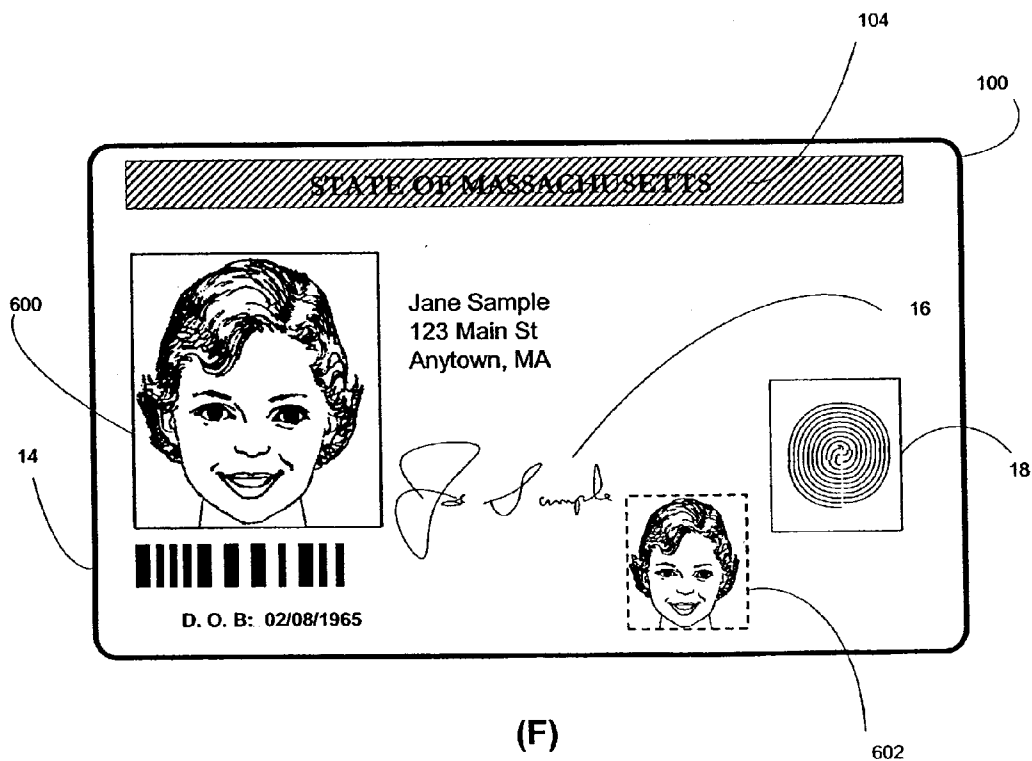 104
100
STATE OF MASSACHUSETTS
600
Jane Sample
123 Main St
Anytown, MA
16
14
18
Sample
D. O. B: 02/08/1965
(F)
602